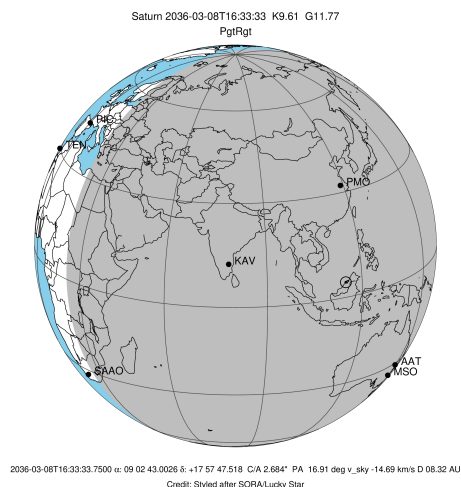 Saturn 2036-03-08T16:33:33 K9.61 G11.77
PgtRgt
PIC
TEN
PMO
KAV
AAT
MSO
SAAO
2036-03-08T16:33:33.7500 α: 09 02 43.0026 δ: +17 57 47.518 C/A 2.684" PA 16.91 deg v_sky -14.69 km/s D 08.32 AU
Credit: Styled after SORA/Lucky Star